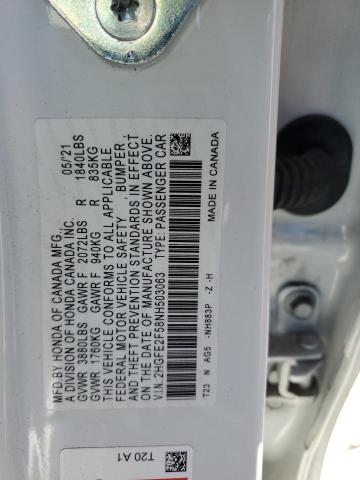 MFD.BY HONDA OF CANADA MFG.
A DIVISION OF HONDA CANADA INC. 05/'21
GVWR 3880LBS GAWR F 2072LBS R 1840LBS
GVWR 1760KG GAWR F 940KG R 835KG
THIS VEHICLE CONFORMS TO ALL APPLICABLE
FEDERAL MOTOR VEHICLE SAFETY, BUMPER,
AND THEFT PREVENTION STANDARDS IN EFFECT
ON THE DATE OF MANUFACTURE SHOWN ABOVE.
V.I.N:2HGFE2F58NH503063 TYPE:PASSENGER CAR
T23 N AG5 -NH883P -Z -H
MADE IN CANADA
T20 A1